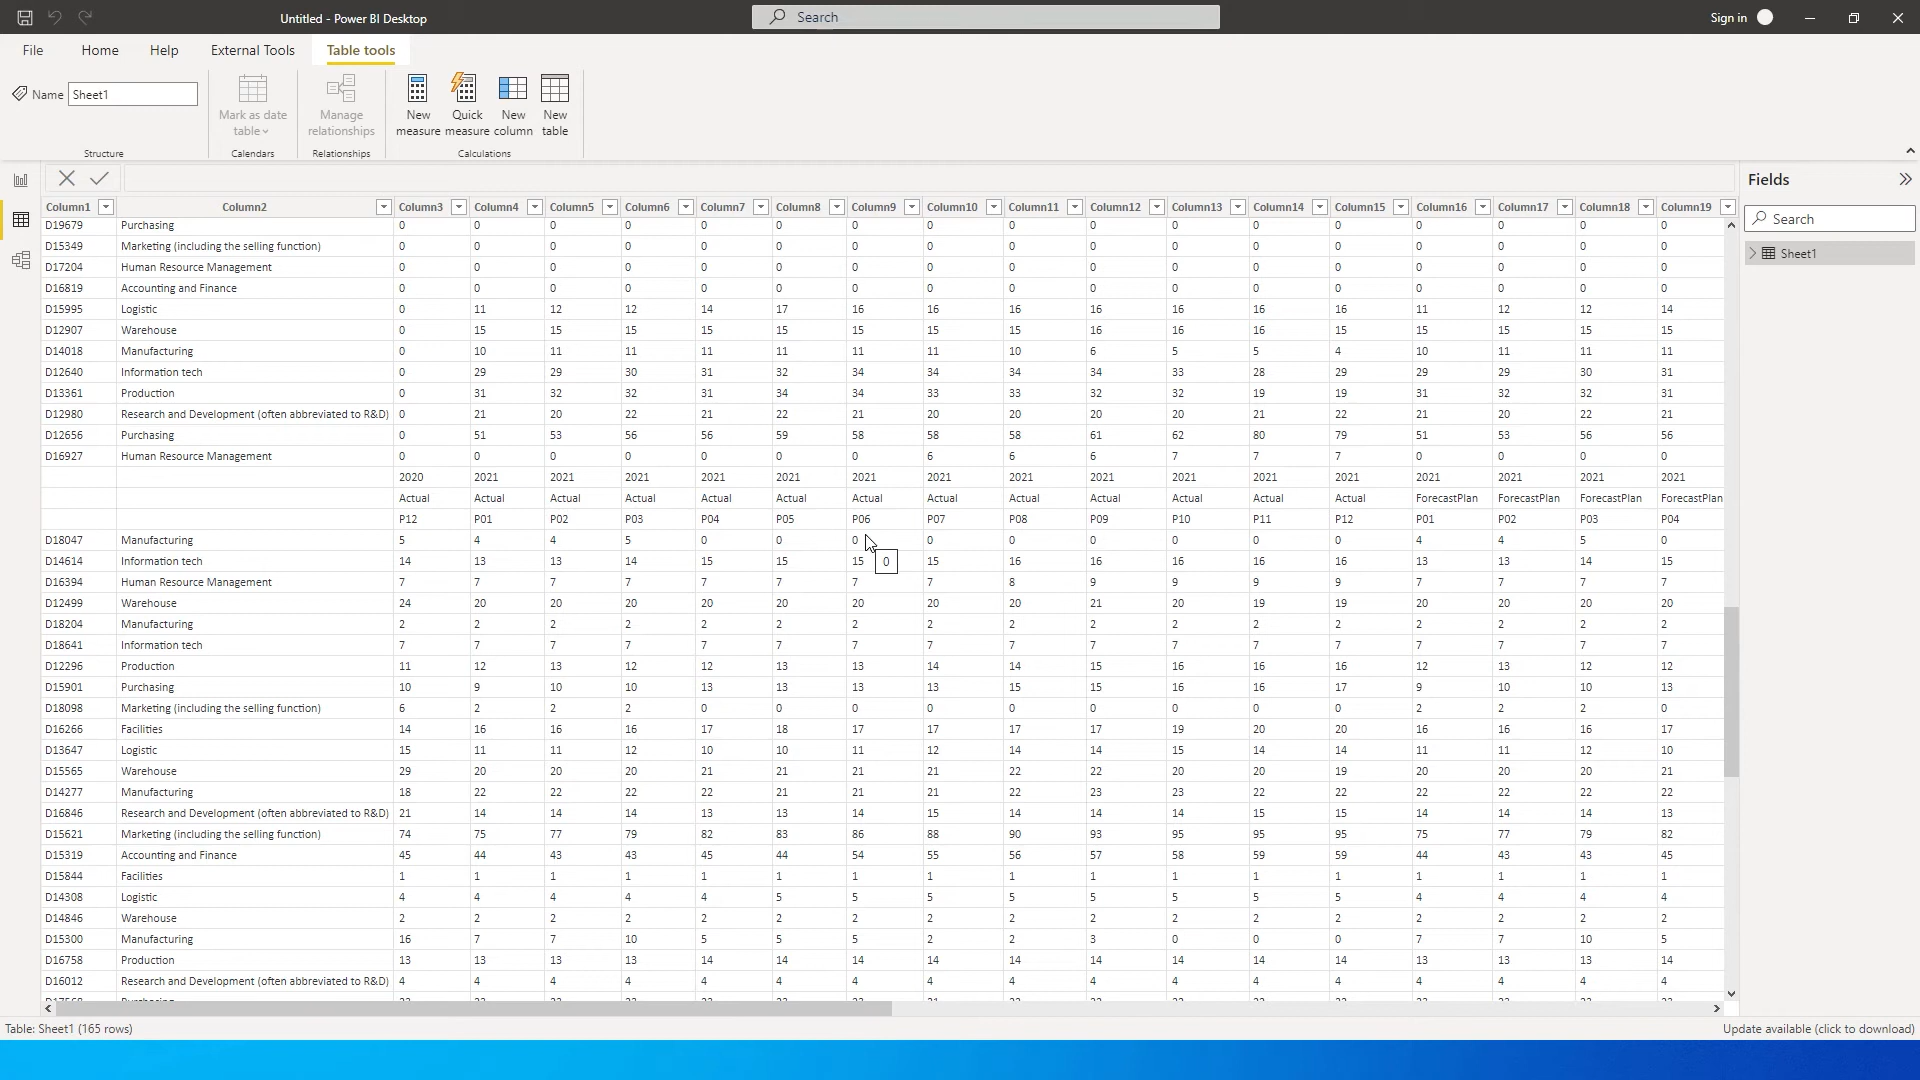 Untitled - Power BI Desktop
Search
Sign in
File Home Help External Tools Table tools
Name Sheet1
Mark as date table
Manage relationships
New measure
Quick measure
New column
New table
Structure Calendars Relationships Calculations
Fields
Search
Sheet1
Column1 Column2 Column3 Column4 Column5 Column6 Column7 Column8 Column9 Column10 Column11 Column12 Column13 Column14 Column15 Column16 Column17 Column18 Column19
D19679 Purchasing 0 0 0 0 0 0 0 0 0 0 0 0 0 0 0 0 0
D15349 Marketing (including the selling function) 0 0 0 0 0 0 0 0 0 0 0 0 0 0 0 0 0
D17204 Human Resource Management 0 0 0 0 0 0 0 0 0 0 0 0 0 0 0 0 0
D16819 Accounting and Finance 0 0 0 0 0 0 0 0 0 0 0 0 0 0 0 0 0
D15995 Logistic 0 11 12 12 14 17 16 16 16 16 16 16 16 11 12 12 14
D12907 Warehouse 0 15 15 15 15 15 15 15 15 16 16 16 15 15 15 15 15
D14018 Manufacturing 0 10 11 11 11 11 11 11 10 6 5 5 4 10 11 11 11
D12640 Information tech 0 29 29 30 31 32 34 34 34 34 33 28 29 29 29 30 31
D13361 Production 0 31 32 32 31 34 34 33 33 32 32 19 19 31 32 32 31
D12980 Research and Development (often abbreviated to R&D) 0 21 20 22 21 22 21 20 20 20 20 21 22 21 20 22 21
D12656 Purchasing 0 51 53 56 56 59 58 58 58 61 62 80 79 51 53 56 56
D16927 Human Resource Management 0 0 0 0 0 0 0 6 6 6 7 7 7 0 0 0 0
2020 2021 2021 2021 2021 2021 2021 2021 2021 2021 2021 2021 2021 2021 2021 2021 2021
Actual Actual Actual Actual Actual Actual Actual Actual Actual Actual Actual Actual Actual ForecastPlan ForecastPlan ForecastPlan ForecastPlan
P12 P01 P02 P03 P04 P05 P06 P07 P08 P09 P10 P11 P12 P01 P02 P03 P04
D18047 Manufacturing 5 4 4 5 0 0 0 0 0 0 0 0 0 4 4 5 0
0
D14614 Information tech 14 13 13 14 15 15 15 15 16 16 16 16 16 13 13 14 15
D16394 Human Resource Management 7 7 7 7 7 7 7 7 8 9 9 9 9 7 7 7 7
D12499 Warehouse 24 20 20 20 20 20 20 20 20 21 20 19 19 20 20 20 20
D18204 Manufacturing 2 2 2 2 2 2 2 2 2 2 2 2 2 2 2 2 2
D18641 Information tech 7 7 7 7 7 7 7 7 7 7 7 7 7 7 7 7 7
D12296 Production 11 12 13 12 12 13 13 14 14 15 16 16 16 12 13 12 12
D15901 Purchasing 10 9 10 10 13 13 13 13 15 15 16 16 17 9 10 10 13
D18098 Marketing (including the selling function) 6 2 2 2 0 0 0 0 0 0 0 0 0 2 2 2 0
D16266 Facilities 14 16 16 16 17 18 17 17 17 17 19 20 20 16 16 16 17
D13647 Logistic 15 11 11 12 10 10 11 12 14 14 15 14 14 11 11 12 10
D15565 Warehouse 29 20 20 20 21 21 21 21 22 22 20 20 19 20 20 20 21
D14277 Manufacturing 18 22 22 22 22 21 21 21 22 23 23 22 22 22 22 22 22
D16846 Research and Development (often abbreviated to R&D) 21 14 14 14 13 13 14 15 14 14 14 15 15 14 14 14 13
D15621 Marketing (including the selling function) 74 75 77 79 82 83 86 88 90 93 95 95 95 75 77 79 82
D15319 Accounting and Finance 45 44 43 43 45 44 54 55 56 57 58 59 59 44 43 43 45
D15844 Facilities 1 1 1 1 1 1 1 1 1 1 1 1 1 1 1 1 1
D14308 Logistic 4 4 4 4 4 5 5 5 5 5 5 5 5 4 4 4 4
D14846 Warehouse 2 2 2 2 2 2 2 2 2 2 2 2 2 2 2 2 2
D15300 Manufacturing 16 7 7 10 5 5 5 2 2 3 0 0 0 7 7 10 5
D16758 Production 13 13 13 13 14 14 14 14 14 14 14 14 14 13 13 13 14
D16012 Research and Development (often abbreviated to R&D) 4 4 4 4 4 4 4 4 4 4 4 4 4 4 4 4 4
Table: Sheet1 (165 rows)
Update available (click to download)